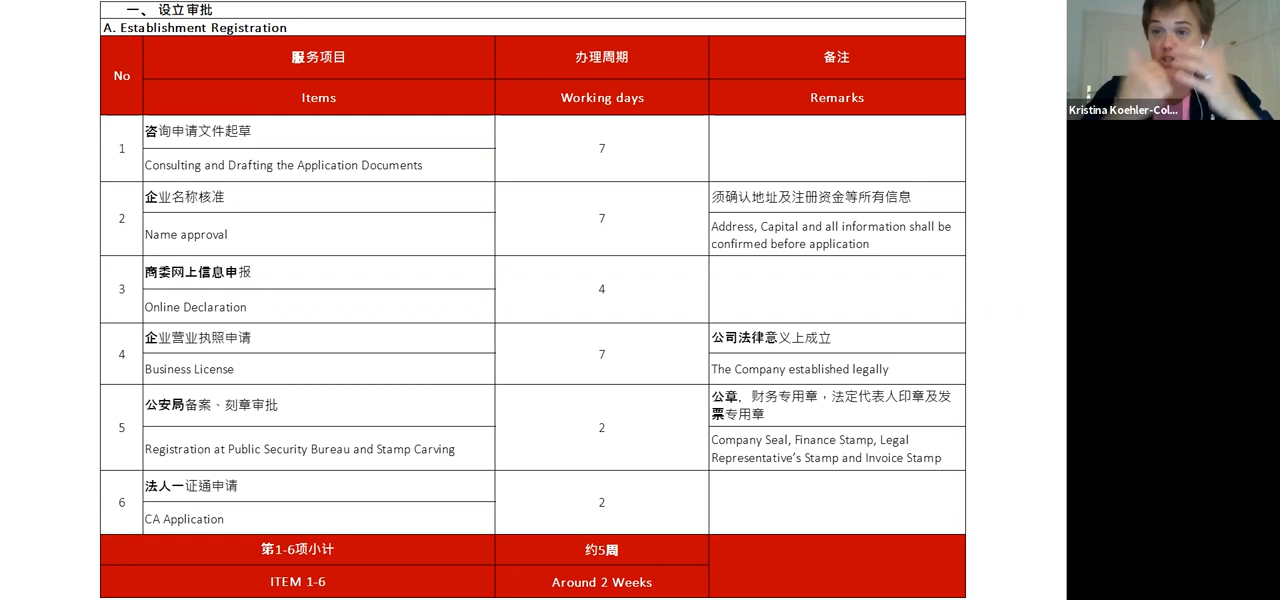 一、 设立审批
A. Establishment Registration
No
服务项目
办理周期
备注
Items
Working days
Remarks
1
咨询申请文件起草
7
Consulting and Drafting the Application Documents
2
企业名称核准
7
须确认地址及注册资金等所有信息
Name approval
Address, Capital and all information shall be
confirmed before application
3
商委网上信息申报
4
Online Declaration
4
企业营业执照申请
7
公司法律意义上成立
Business License
The Company established legally
5
公安局备案、刻章审批
2
公章, 财务专用章，法定代表人印章及发
票专用章
Registration at Public Security Bureau and Stamp Carving
Company Seal, Finance Stamp, Legal
Representative's Stamp and Invoice Stamp
6
法人一证通申请
2
CA Application
第1-6项小计
约5周
ITEM 1-6
Around 2 Weeks
Kristina Koehler-Col...